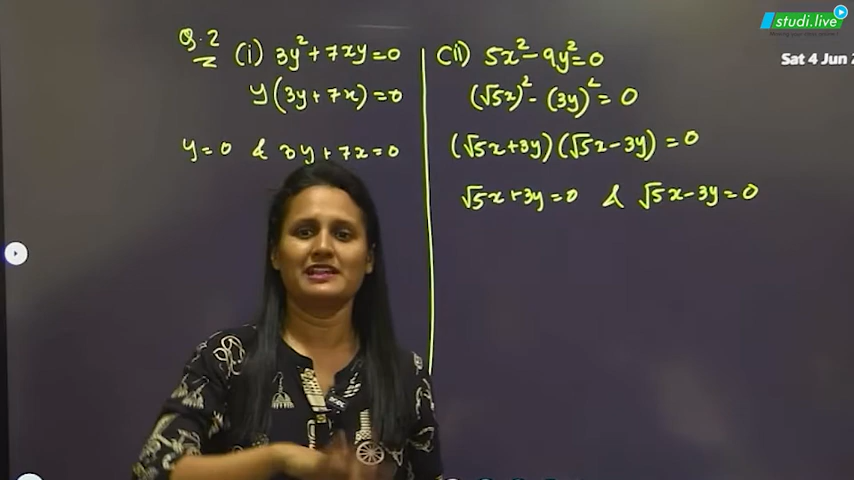 studi.live
Sat 4 Jun 2
Q.2 (i) 3y² + 7xy = 0
y(3y + 7x) = 0
y = 0 & 3y + 7x = 0
(ii) 5x² - 9y² = 0
(√5x)² - (3y)² = 0
(√5x + 3y)(√5x - 3y) = 0
√5x + 3y = 0 & √5x - 3y = 0